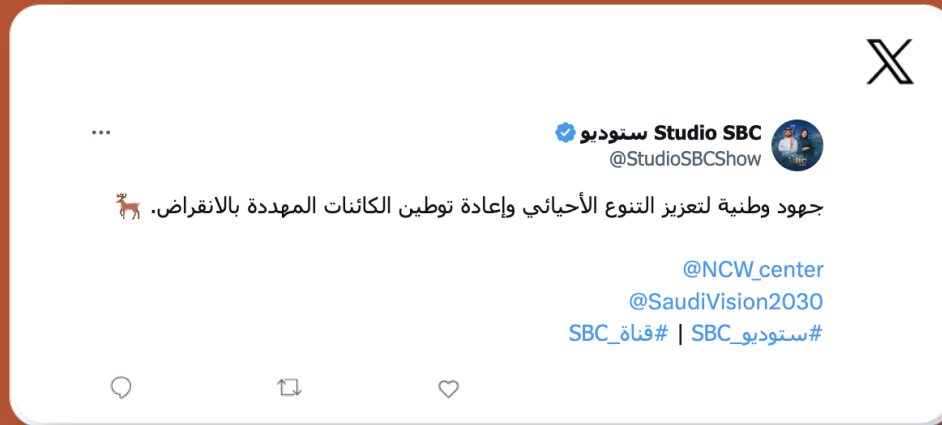 Studio SBC ستوديو
@StudioSBCShow
جهود وطنية لتعزيز التنوع الأحيائي وإعادة توطين الكائنات المهددة بالانقراض. 🦌
@NCW_center
@SaudiVision2030
#ستوديو_SBC | #قناة_SBC